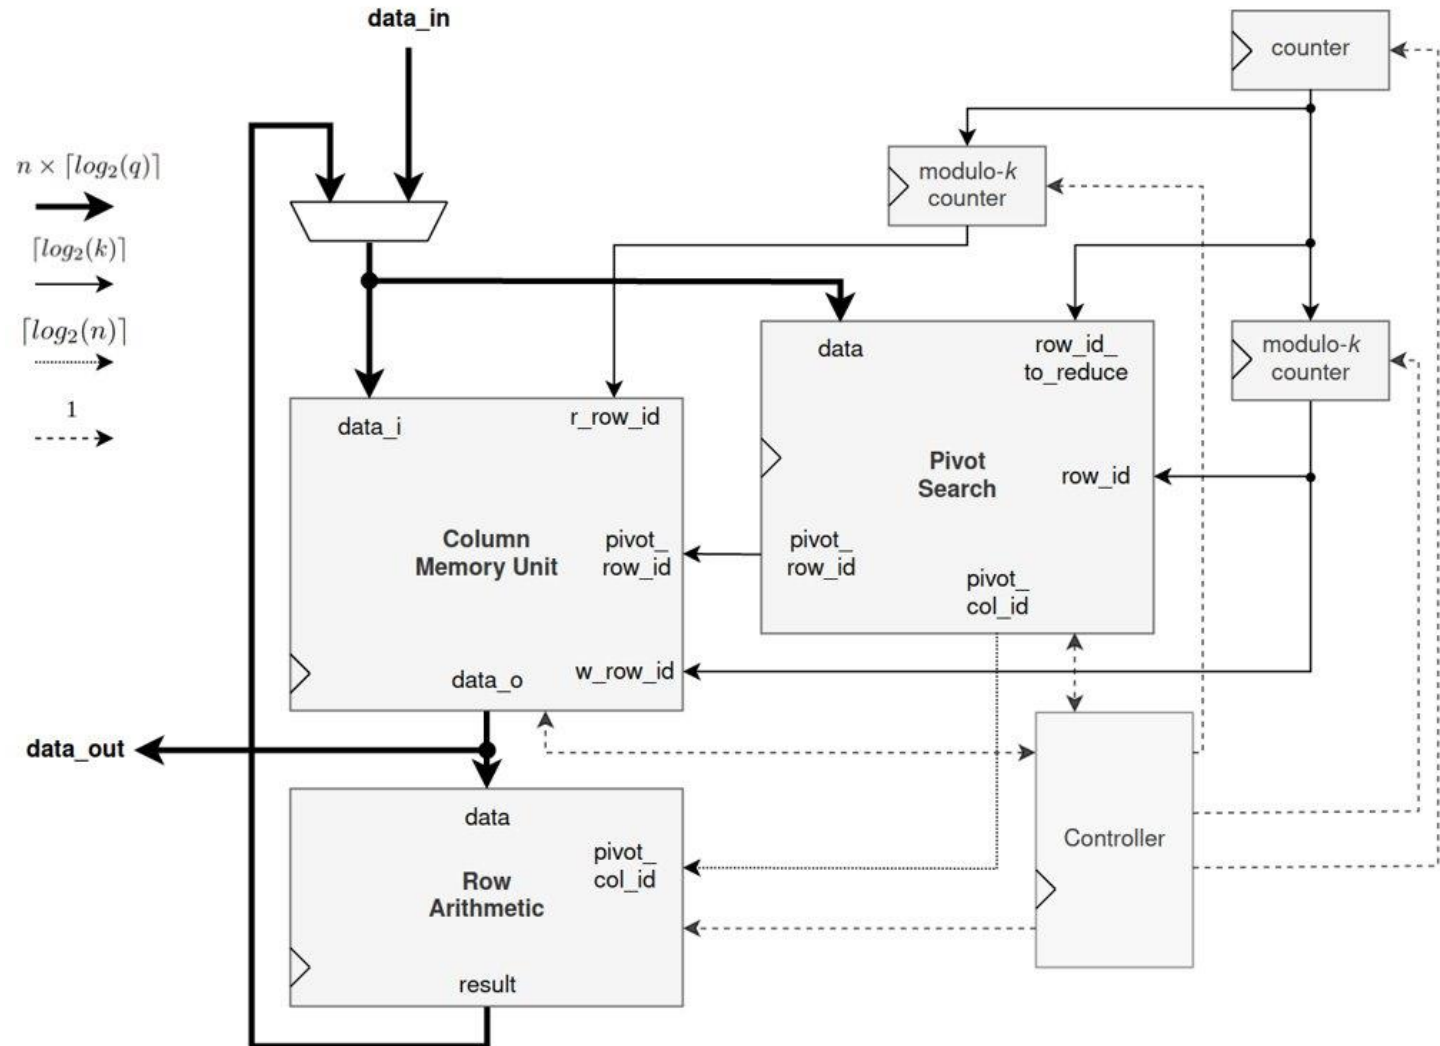 data_in
counter
n × ⌈log₂(q)⌉
modulo-k
counter
⌈log₂(k)⌉
⌈log₂(n)⌉
1
data
row_id_
to_reduce
modulo-k
counter
data_i
r_row_id
Pivot
Search
row_id
Column
Memory Unit
pivot_
row_id
pivot_
row_id
pivot_
col_id
data_o
w_row_id
data_out
data
pivot_
col_id
Row
Arithmetic
result
Controller